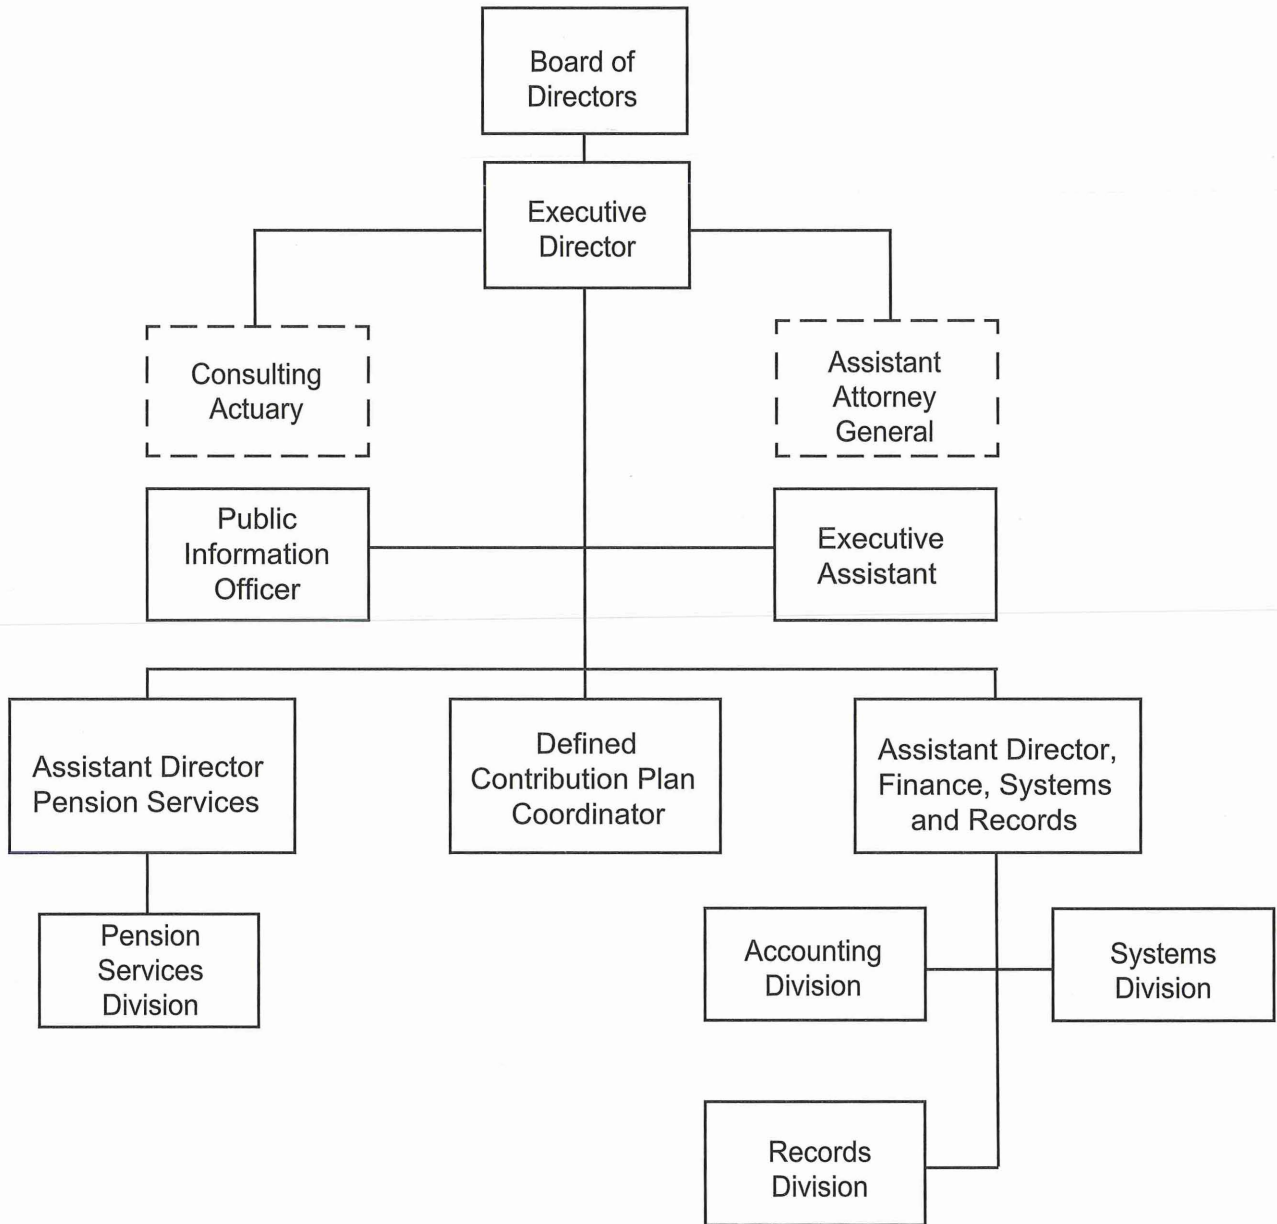 Board of
Directors
Executive
Director
Consulting
Actuary
Assistant
Attorney
General
Public
Information
Officer
Executive
Assistant
Assistant Director
Pension Services
Defined
Contribution Plan
Coordinator
Assistant Director,
Finance, Systems
and Records
Pension
Services
Division
Accounting
Division
Systems
Division
Records
Division